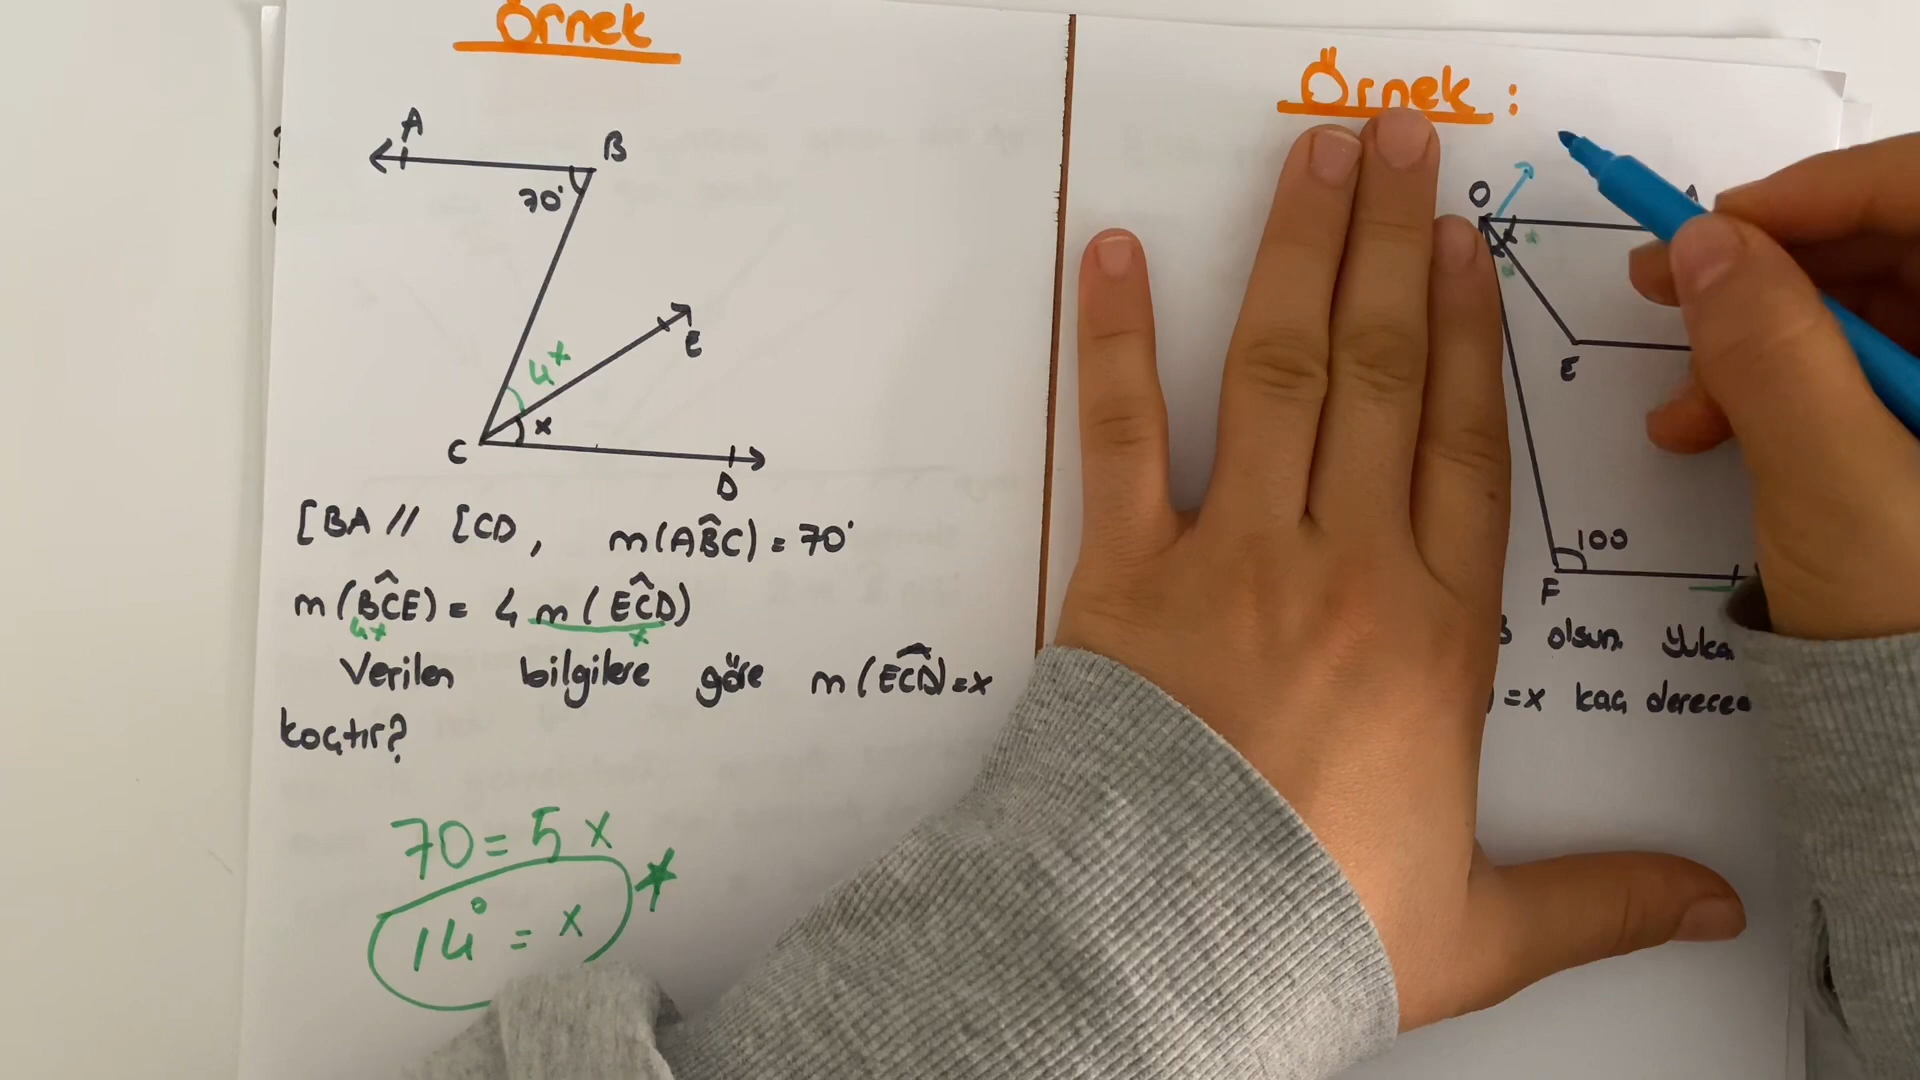 Örnek
A
B
70°
E
4x
x
C
D
[BA // [CD, m(ABC) = 70°
m(BCE) = 4 m(ECD)
4x x
Verilen bilgilere göre m(ECD)=x
kaçtır?
70 = 5x
14° = x
Örnek :
O
E
100
F
olsun. yuka
)=x kaç derece